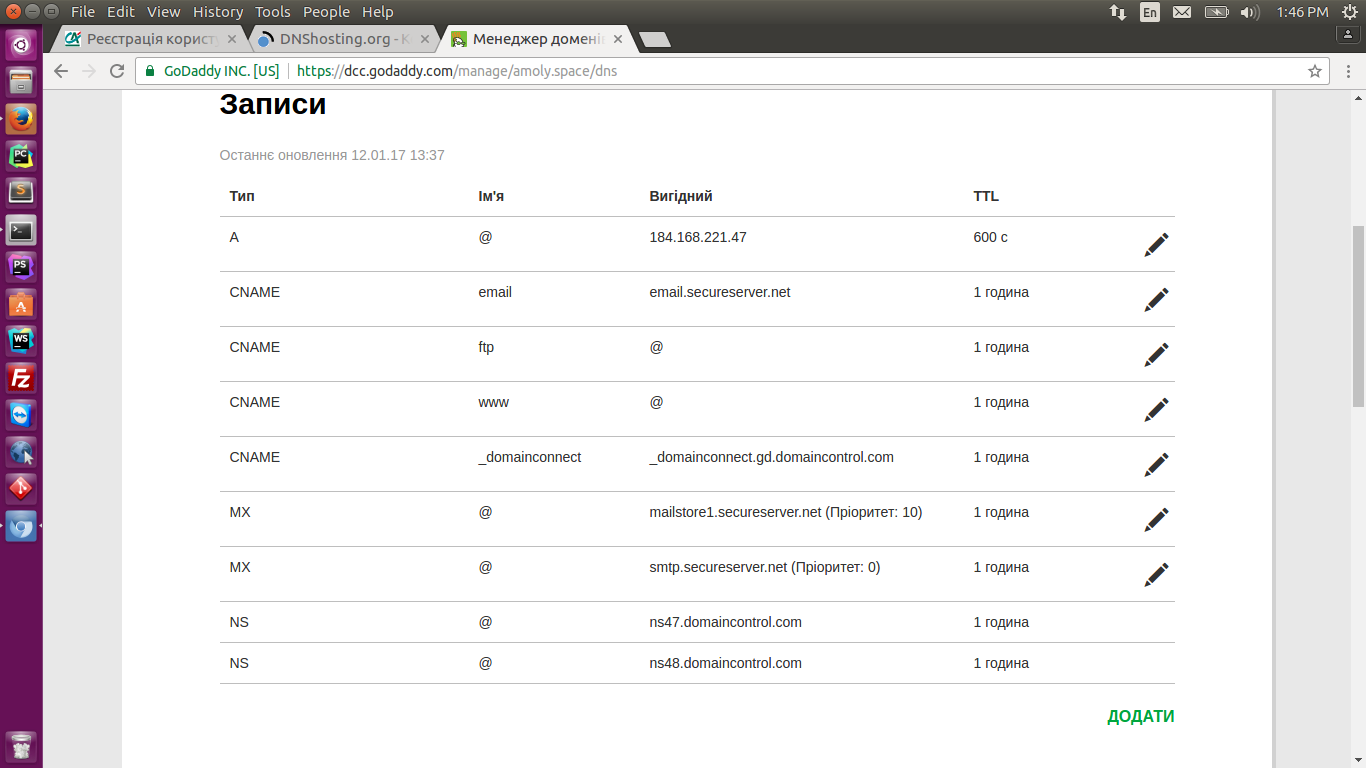 File Edit View History Tools People Help
En
1:46 PM
Реєстрація корист
DNShosting.org - К
Менеджер домені
GoDaddy INC. [US]
https://dcc.godaddy.com/manage/amoly.space/dns
Записи
Останнє оновлення 12.01.17 13:37
Тип Ім'я Вигідний TTL
A @ 184.168.221.47 600 с
CNAME email email.secureserver.net 1 година
CNAME ftp @ 1 година
CNAME www @ 1 година
CNAME _domainconnect _domainconnect.gd.domaincontrol.com 1 година
MX @ mailstore1.secureserver.net (Пріоритет: 10) 1 година
MX @ smtp.secureserver.net (Пріоритет: 0) 1 година
NS @ ns47.domaincontrol.com 1 година
NS @ ns48.domaincontrol.com 1 година
ДОДАТИ
PC
S
PS
WS
Fz